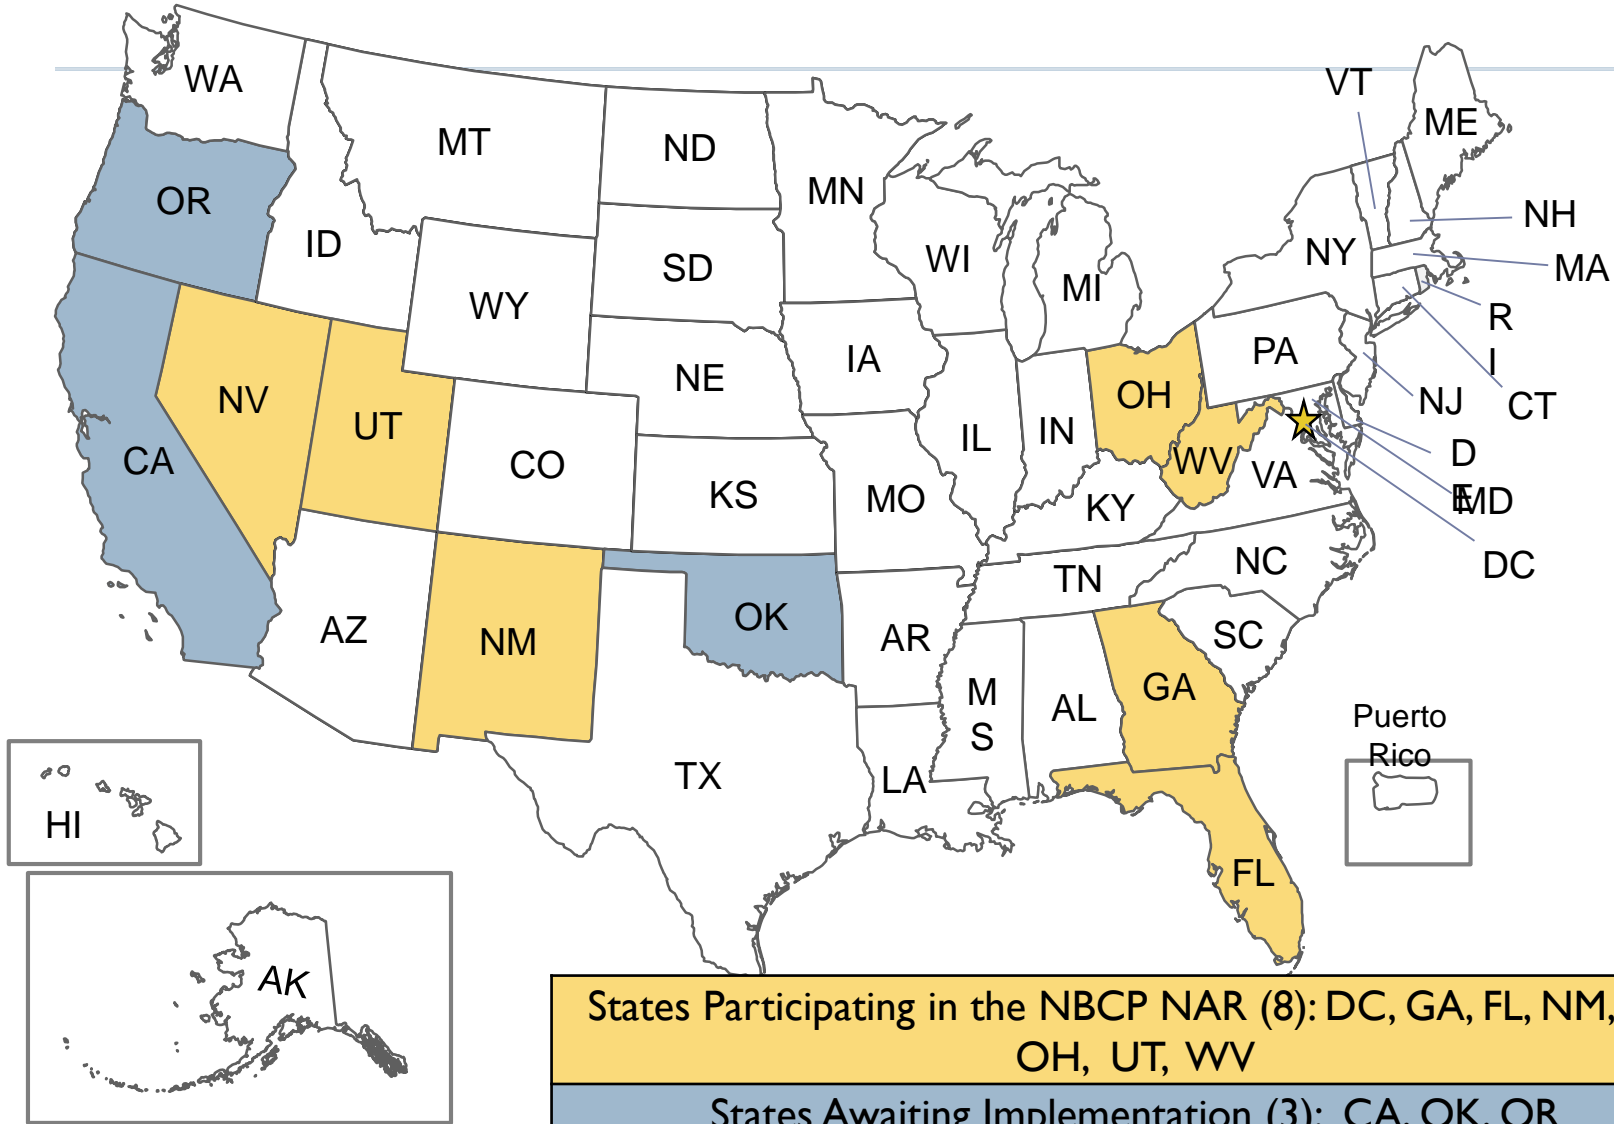 WA
OR
CA
ID
NV
MT
WY
UT
CO
AZ
NM
ND
SD
NE
KS
OK
TX
MN
IA
MO
AR
LA
WI
IL
MI
IN
OH
KY
TN
M
S
AL
GA
FL
SC
NC
VA
WV
PA
NY
VT
ME
NH
MA
R
I
CT
NJ
D
E
MD
DC
HI
AK
Puerto
Rico
States Participating in the NBCP NAR (8): DC, GA, FL, NM,
OH, UT, WV
States Awaiting Implementation (3): CA, OK, OR